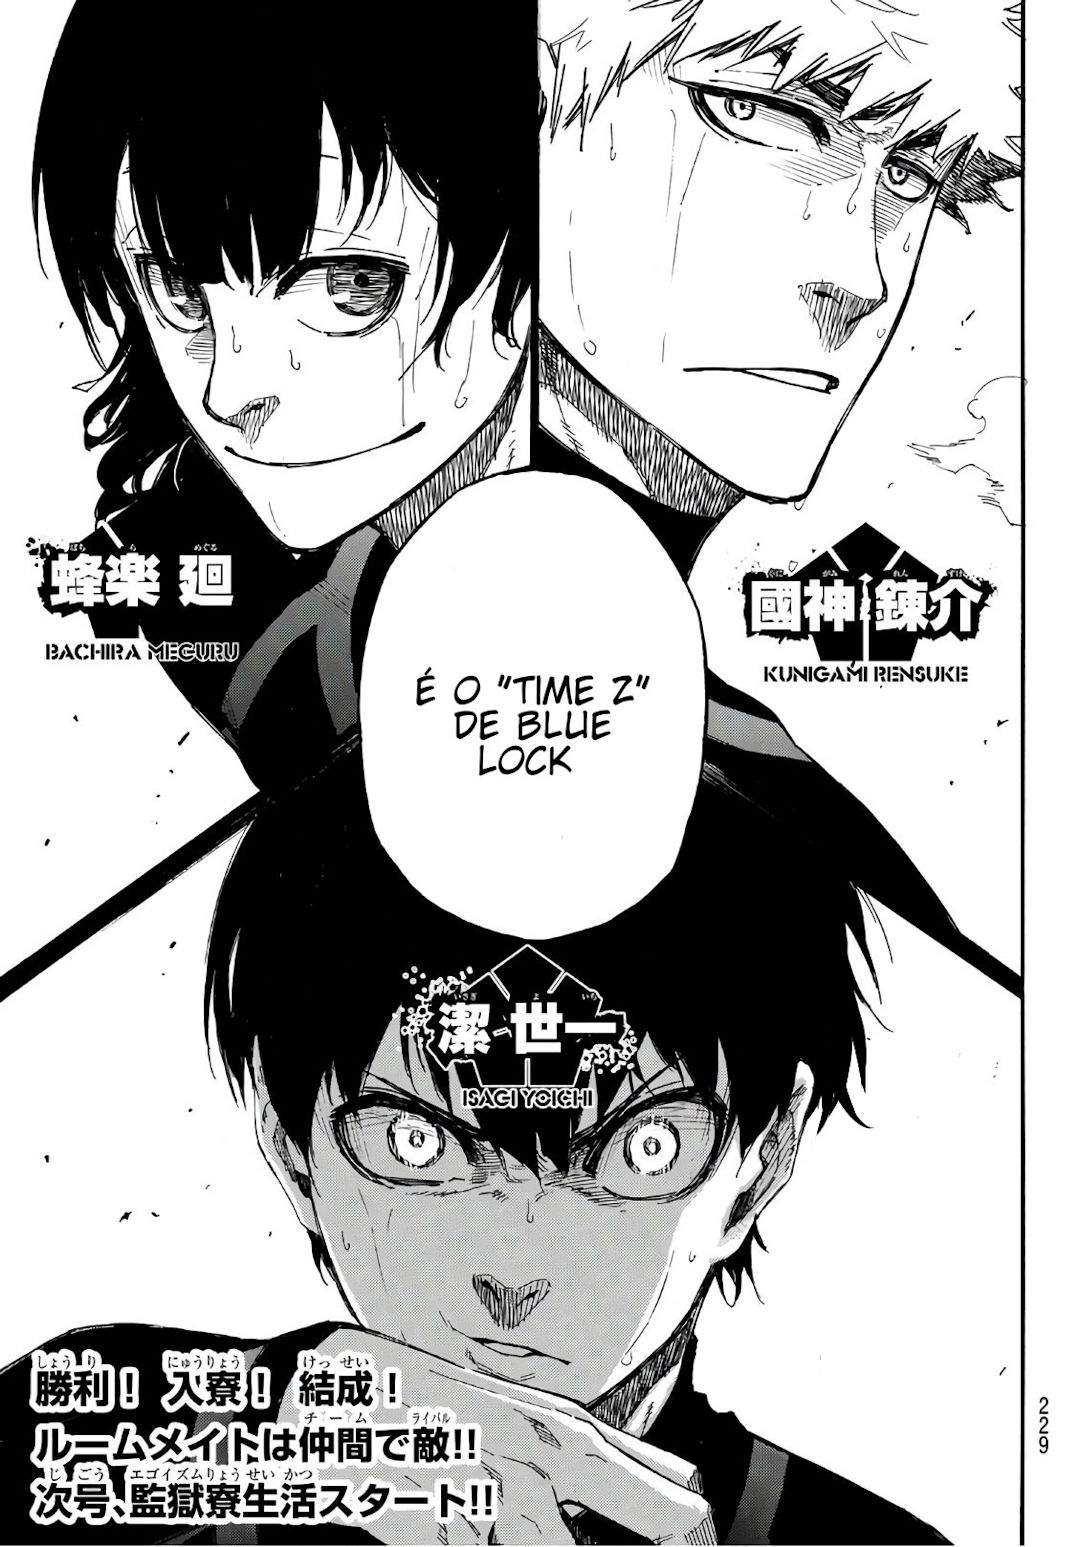 蜂楽 廻
BACHIRA MEGURU
國神 錬介
KUNIGAMI RENSUKE
É O "TIME Z"
DE BLUE
LOCK
潔 世一
ISAGI YOICHI
勝利！ 入寮！ 結成！
ルームメイトは仲間で敵!!
次号、監獄寮生活スタート!!
229